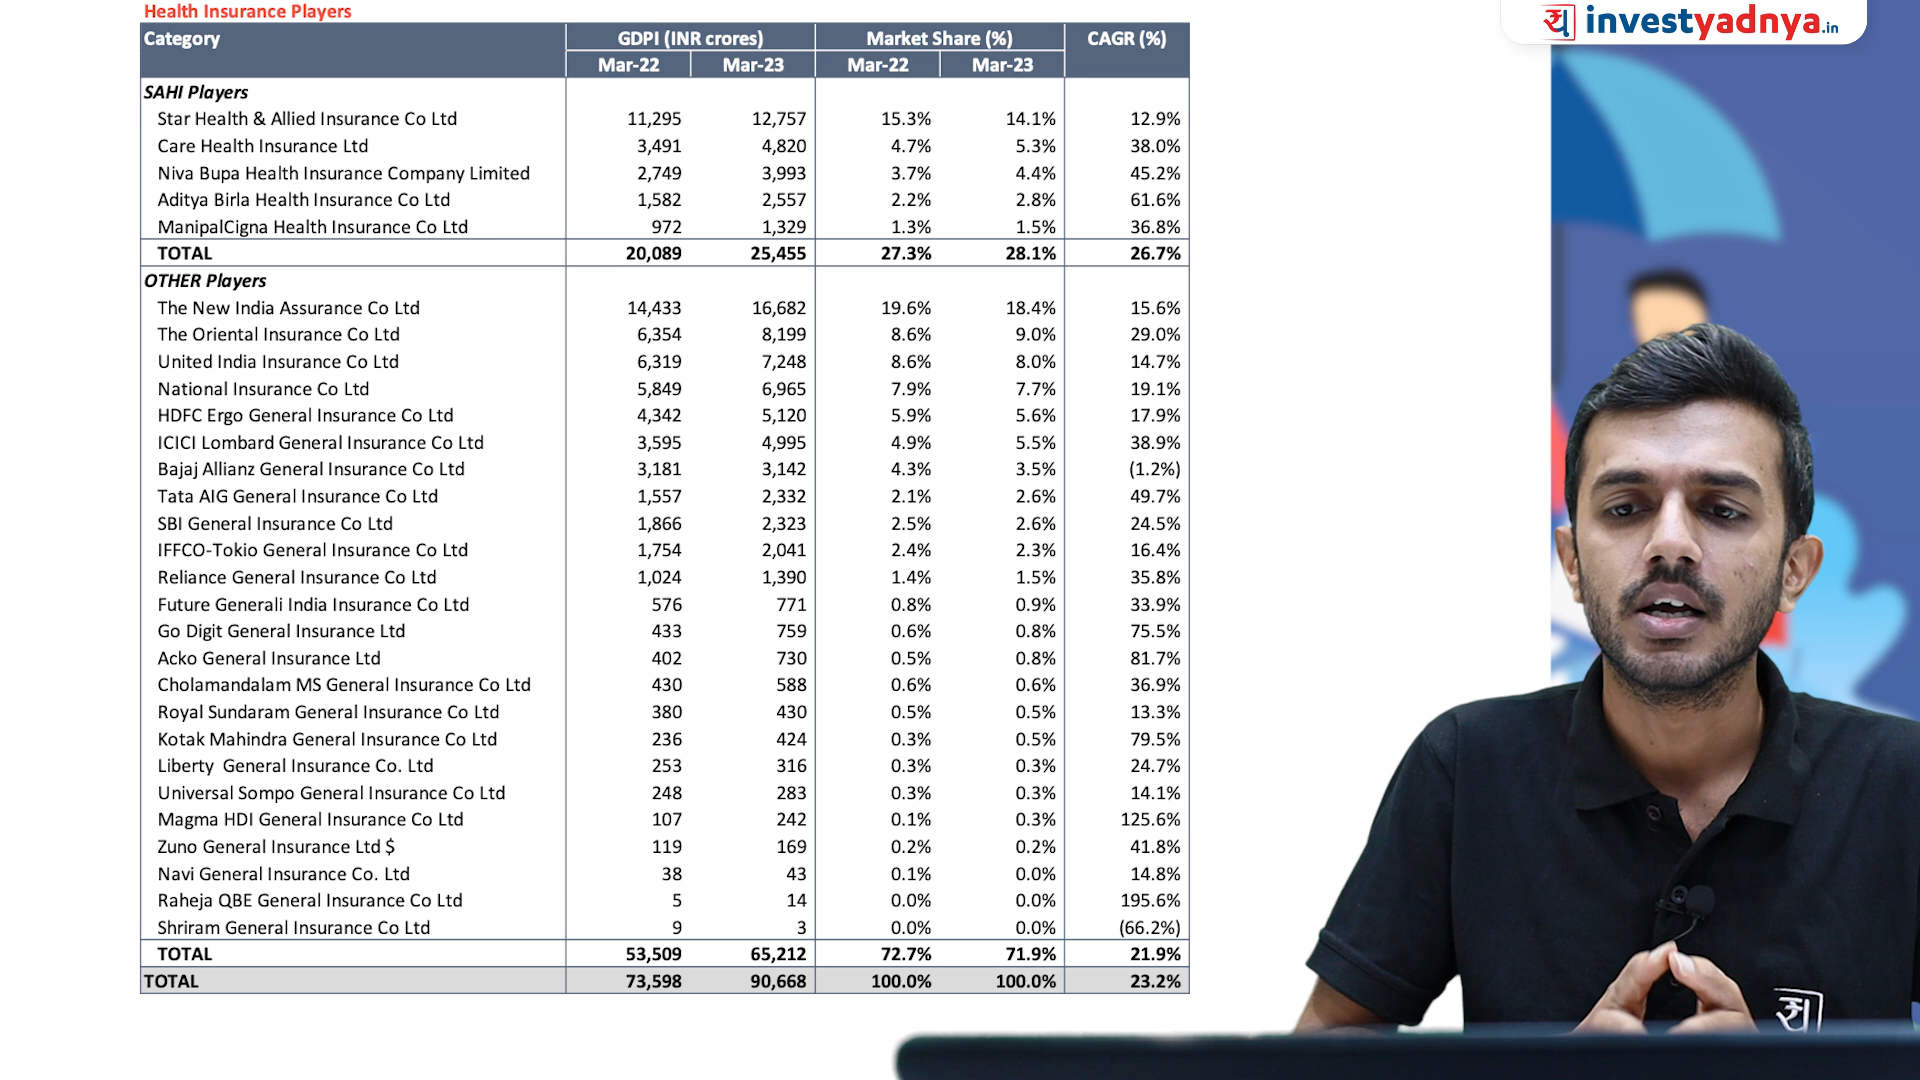 Health Insurance Players
investyadnya.in
Category GDPI (INR crores) Market Share (%) CAGR (%)
Mar-22 Mar-23 Mar-22 Mar-23
SAHI Players
Star Health & Allied Insurance Co Ltd 11,295 12,757 15.3% 14.1% 12.9%
Care Health Insurance Ltd 3,491 4,820 4.7% 5.3% 38.0%
Niva Bupa Health Insurance Company Limited 2,749 3,993 3.7% 4.4% 45.2%
Aditya Birla Health Insurance Co Ltd 1,582 2,557 2.2% 2.8% 61.6%
ManipalCigna Health Insurance Co Ltd 972 1,329 1.3% 1.5% 36.8%
TOTAL 20,089 25,455 27.3% 28.1% 26.7%
OTHER Players
The New India Assurance Co Ltd 14,433 16,682 19.6% 18.4% 15.6%
The Oriental Insurance Co Ltd 6,354 8,199 8.6% 9.0% 29.0%
United India Insurance Co Ltd 6,319 7,248 8.6% 8.0% 14.7%
National Insurance Co Ltd 5,849 6,965 7.9% 7.7% 19.1%
HDFC Ergo General Insurance Co Ltd 4,342 5,120 5.9% 5.6% 17.9%
ICICI Lombard General Insurance Co Ltd 3,595 4,995 4.9% 5.5% 38.9%
Bajaj Allianz General Insurance Co Ltd 3,181 3,142 4.3% 3.5% (1.2%)
Tata AIG General Insurance Co Ltd 1,557 2,332 2.1% 2.6% 49.7%
SBI General Insurance Co Ltd 1,866 2,323 2.5% 2.6% 24.5%
IFFCO-Tokio General Insurance Co Ltd 1,754 2,041 2.4% 2.3% 16.4%
Reliance General Insurance Co Ltd 1,024 1,390 1.4% 1.5% 35.8%
Future Generali India Insurance Co Ltd 576 771 0.8% 0.9% 33.9%
Go Digit General Insurance Ltd 433 759 0.6% 0.8% 75.5%
Acko General Insurance Ltd 402 730 0.5% 0.8% 81.7%
Cholamandalam MS General Insurance Co Ltd 430 588 0.6% 0.6% 36.9%
Royal Sundaram General Insurance Co Ltd 380 430 0.5% 0.5% 13.3%
Kotak Mahindra General Insurance Co Ltd 236 424 0.3% 0.5% 79.5%
Liberty General Insurance Co. Ltd 253 316 0.3% 0.3% 24.7%
Universal Sompo General Insurance Co Ltd 248 283 0.3% 0.3% 14.1%
Magma HDI General Insurance Co Ltd 107 242 0.1% 0.3% 125.6%
Zuno General Insurance Ltd $ 119 169 0.2% 0.2% 41.8%
Navi General Insurance Co. Ltd 38 43 0.1% 0.0% 14.8%
Raheja QBE General Insurance Co Ltd 5 14 0.0% 0.0% 195.6%
Shriram General Insurance Co Ltd 9 3 0.0% 0.0% (66.2%)
TOTAL 53,509 65,212 72.7% 71.9% 21.9%
TOTAL 73,598 90,668 100.0% 100.0% 23.2%